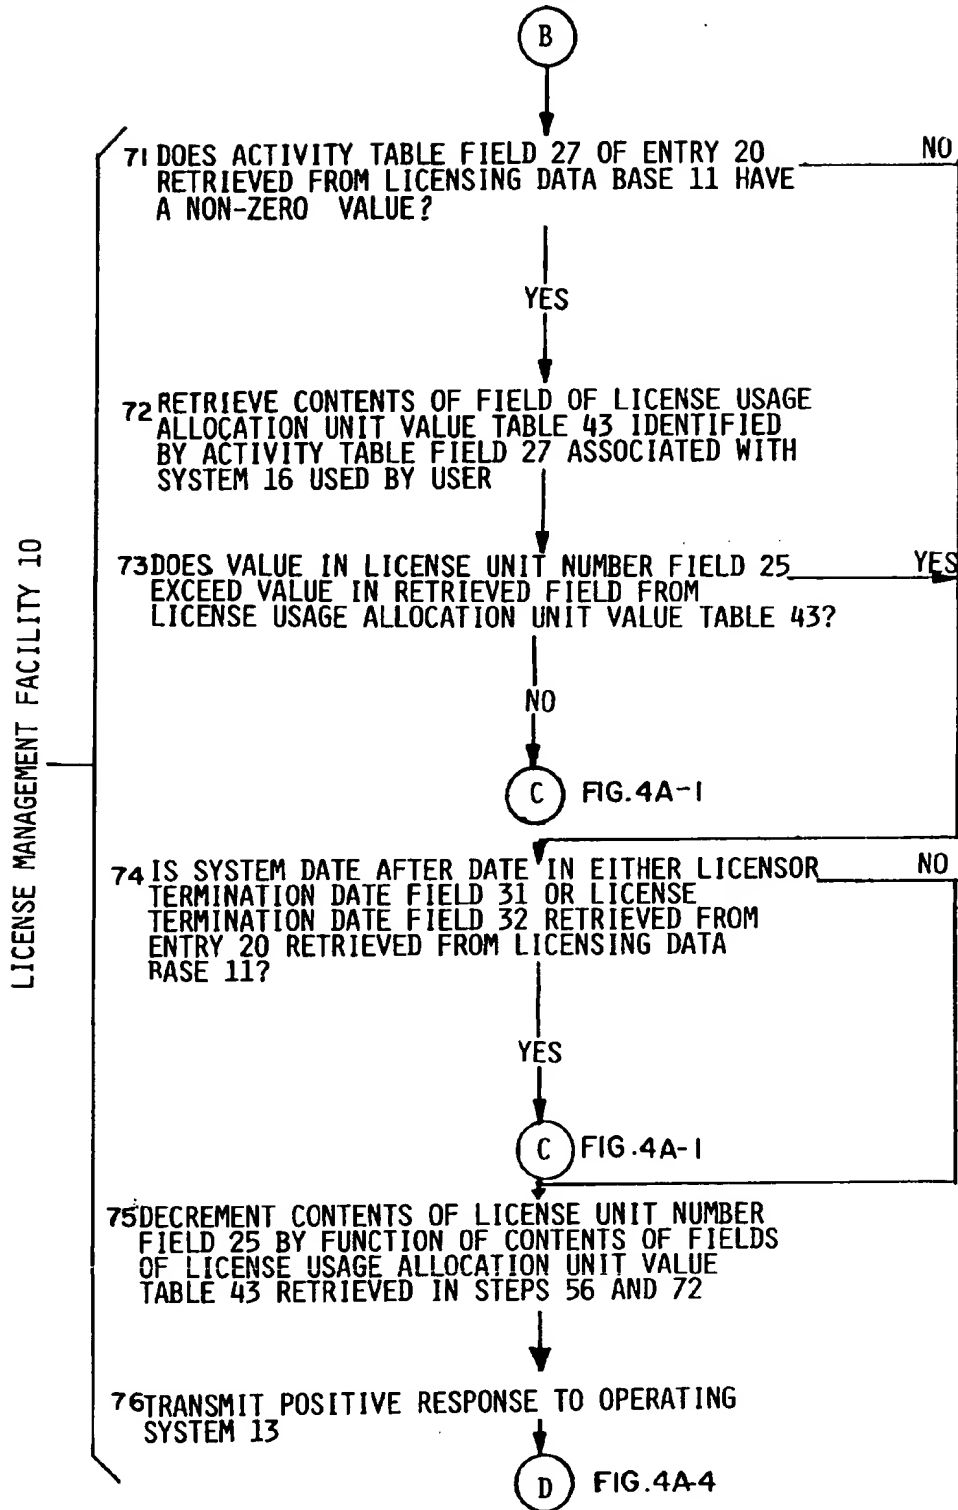 B
71 DOES ACTIVITY TABLE FIELD 27 OF ENTRY 20 NO
RETRIEVED FROM LICENSING DATA BASE 11 HAVE
A NON-ZERO VALUE?
YES
72 RETRIEVE CONTENTS OF FIELD OF LICENSE USAGE
ALLOCATION UNIT VALUE TABLE 43 IDENTIFIED
BY ACTIVITY TABLE FIELD 27 ASSOCIATED WITH
SYSTEM 16 USED BY USER
73 DOES VALUE IN LICENSE UNIT NUMBER FIELD 25 YES
EXCEED VALUE IN RETRIEVED FIELD FROM
LICENSE USAGE ALLOCATION UNIT VALUE TABLE 43?
NO
C FIG.4A-1
74 IS SYSTEM DATE AFTER DATE IN EITHER LICENSOR NO
TERMINATION DATE FIELD 31 OR LICENSE
TERMINATION DATE FIELD 32 RETRIEVED FROM
ENTRY 20 RETRIEVED FROM LICENSING DATA
BASE 11?
YES
C FIG.4A-1
75 DECREMENT CONTENTS OF LICENSE UNIT NUMBER
FIELD 25 BY FUNCTION OF CONTENTS OF FIELDS
OF LICENSE USAGE ALLOCATION UNIT VALUE
TABLE 43 RETRIEVED IN STEPS 56 AND 72
76 TRANSMIT POSITIVE RESPONSE TO OPERATING
SYSTEM 13
D FIG.4A-4
LICENSE MANAGEMENT FACILITY 10